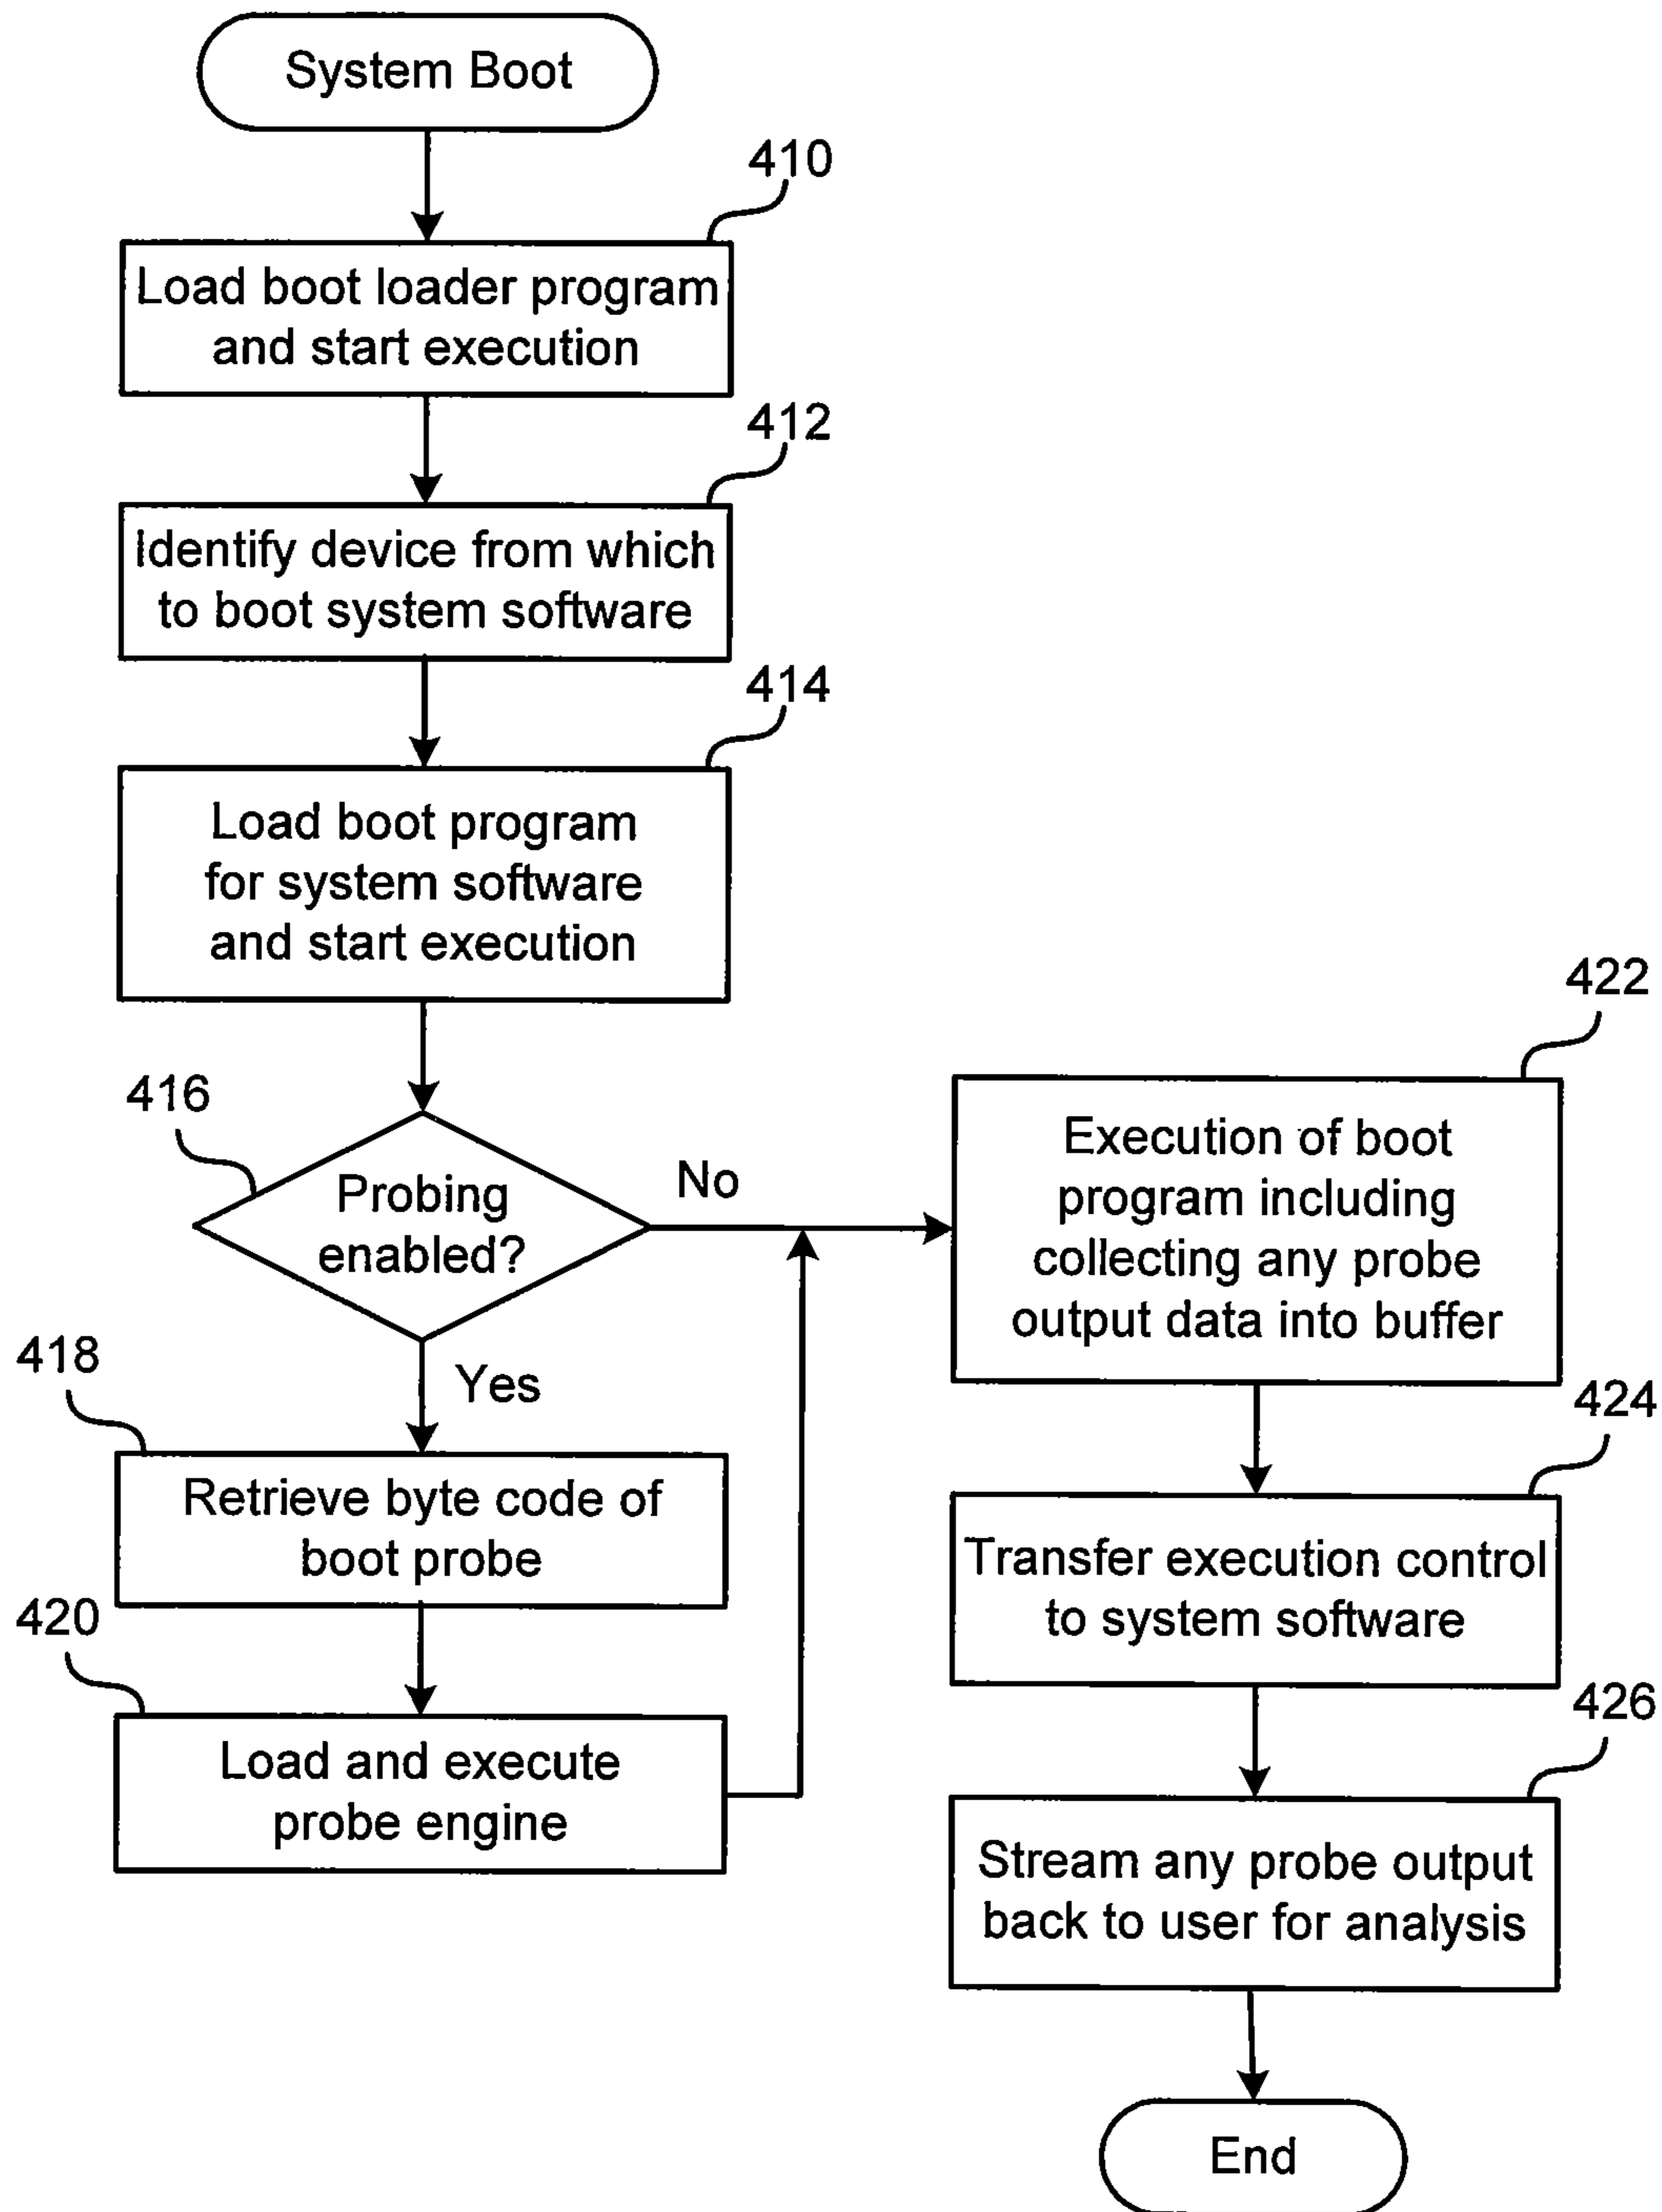 System Boot
410
Load boot loader program
and start execution
412
Identify device from which
to boot system software
414
Load boot program
for system software
and start execution
416
Probing
enabled?
No
Yes
418
Retrieve byte code of
boot probe
420
Load and execute
probe engine
422
Execution of boot
program including
collecting any probe
output data into buffer
424
Transfer execution control
to system software
426
Stream any probe output
back to user for analysis
End